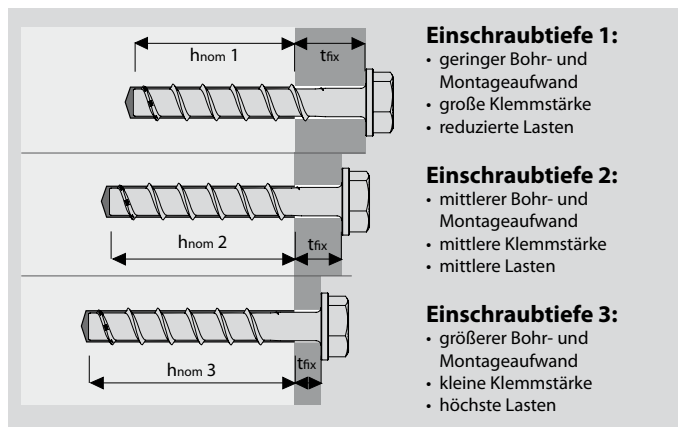 hnom 1
tfix
Einschraubtiefe 1:
• geringer Bohr- und
Montageaufwand
• große Klemmstärke
• reduzierte Lasten
hnom 2
tfix
Einschraubtiefe 2:
• mittlerer Bohr- und
Montageaufwand
• mittlere Klemmstärke
• mittlere Lasten
hnom 3
tfix
Einschraubtiefe 3:
• größerer Bohr- und
Montageaufwand
• kleine Klemmstärke
• höchste Lasten